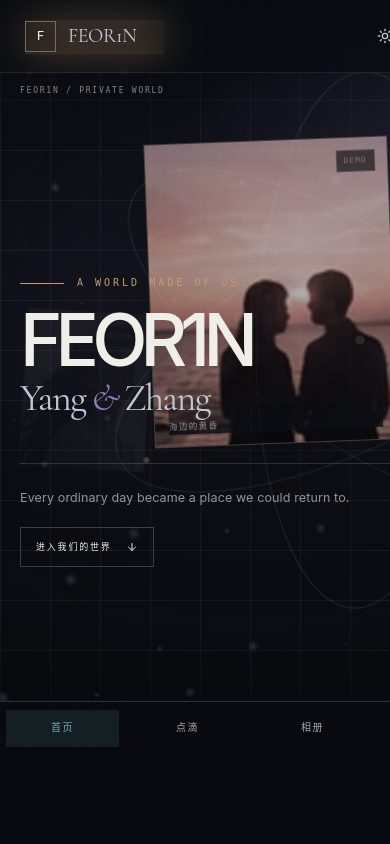 F FEOR1N
FEOR1N / PRIVATE WORLD
DEMO
A WORLD MADE OF US.
FEOR1N
Yang & Zhang
海边的黄昏
Every ordinary day became a place we could return to.
进入我们的世界 ↓
首页 点滴 相册